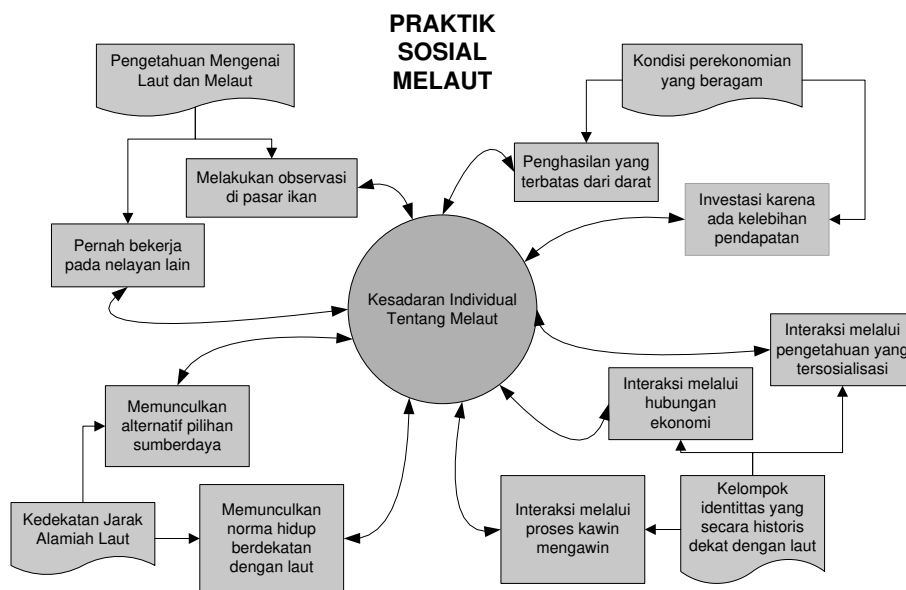 PRAKTIK
SOSIAL
MELAUT
Pengetahuan Mengenai
Laut dan Melaut
Kondisi perekonomian
yang beragam
Melakukan observasi
di pasar ikan
Penghasilan yang
terbatas dari darat
Pernah bekerja
pada nelayan lain
Investasi karena
ada kelebihan
pendapatan
Kesadaran Individual
Tentang Melaut
Interaksi melalui
pengetahuan yang
tersosialisasi
Memunculkan
alternatif pilihan
sumberdaya
Interaksi melalui
hubungan
ekonomi
Kedekatan Jarak
Alamiah Laut
Memunculkan
norma hidup
berdekatan
dengan laut
Interaksi melalui
proses kawin
mengawin
Kelompok
identittas yang
secara historis
dekat dengan laut